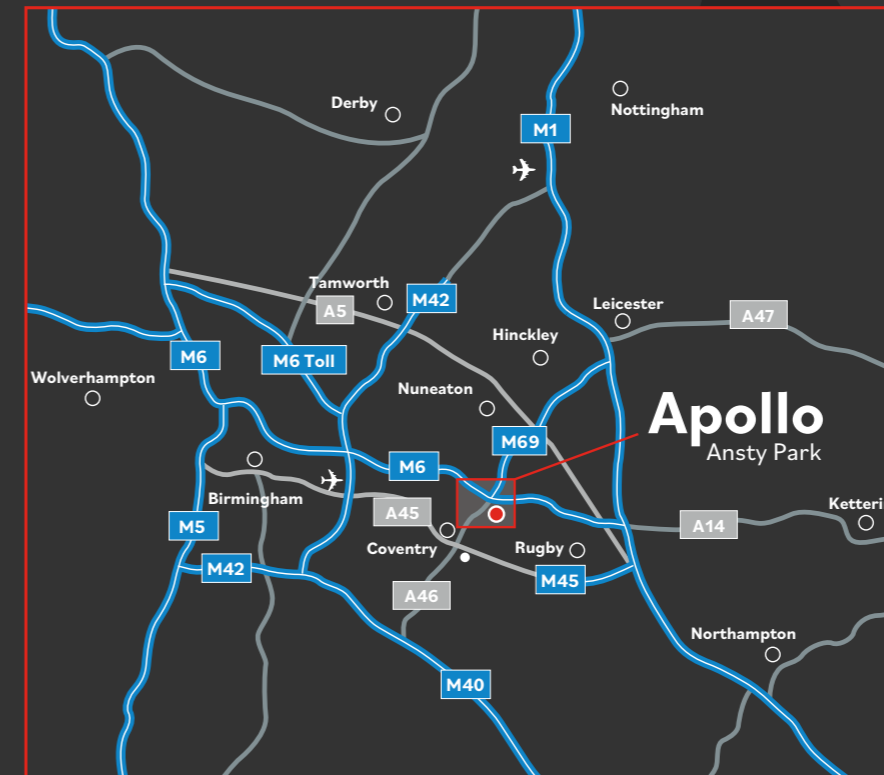 Derby
Nottingham
M1
Tamworth
A5
M42
Leicester
A47
Hinckley
M6
M6 Toll
Wolverhampton
Nuneaton
Apollo
Ansty Park
M69
M6
Birmingham
A45
M5
Coventry
Rugby
A14
M42
M45
A46
Northampton
M40